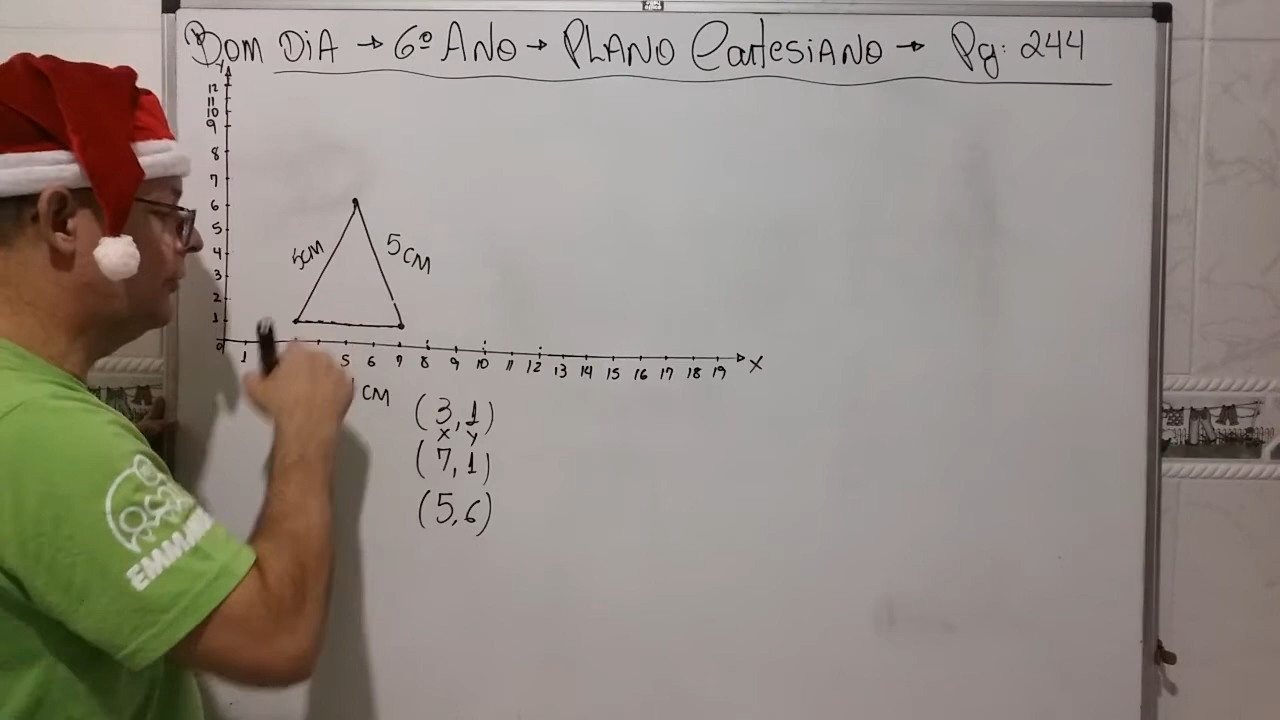 Bom DiA → 6º ANO → PLANO CartesiANO → Pg: 244
y
12
11
10
9
8
7
6
5
4
3
2
1
0
5cm 5cm
1 5 6 7 8 9 10 11 12 13 14 15 16 17 18 19 X
cm
(3,1)
x y
(7,1)
(5,6)